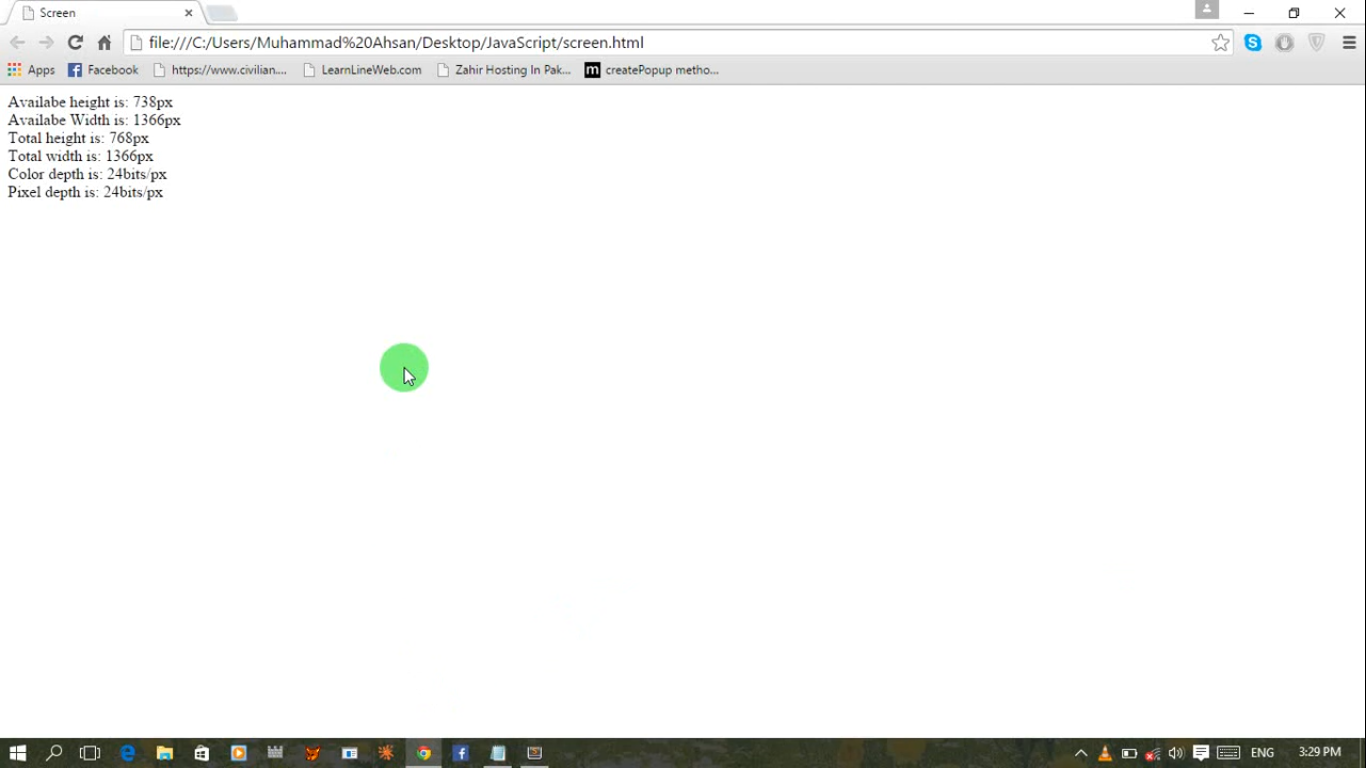 Screen
file:///C:/Users/Muhammad%20Ahsan/Desktop/JavaScript/screen.html
Apps Facebook https://www.civilian.... LearnLineWeb.com Zahir Hosting In Pak... createPopup metho...
Availabe height is: 738px
Availabe Width is: 1366px
Total height is: 768px
Total width is: 1366px
Color depth is: 24bits/px
Pixel depth is: 24bits/px
ENG 3:29 PM